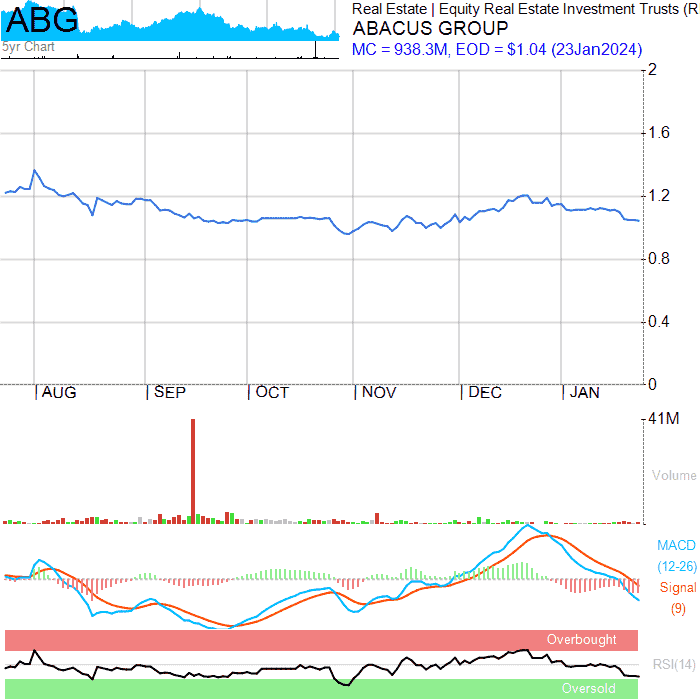 ABG
5yr Chart
Real Estate | Equity Real Estate Investment Trusts (R
ABACUS GROUP
MC = 938.3M, EOD = $1.04 (23Jan2024)
2
1.6
1.2
0.8
0.4
0
AUG SEP OCT NOV DEC JAN
41M
Volume
MACD
(12-26)
Signal
(9)
Overbought
RSI(14)
Oversold